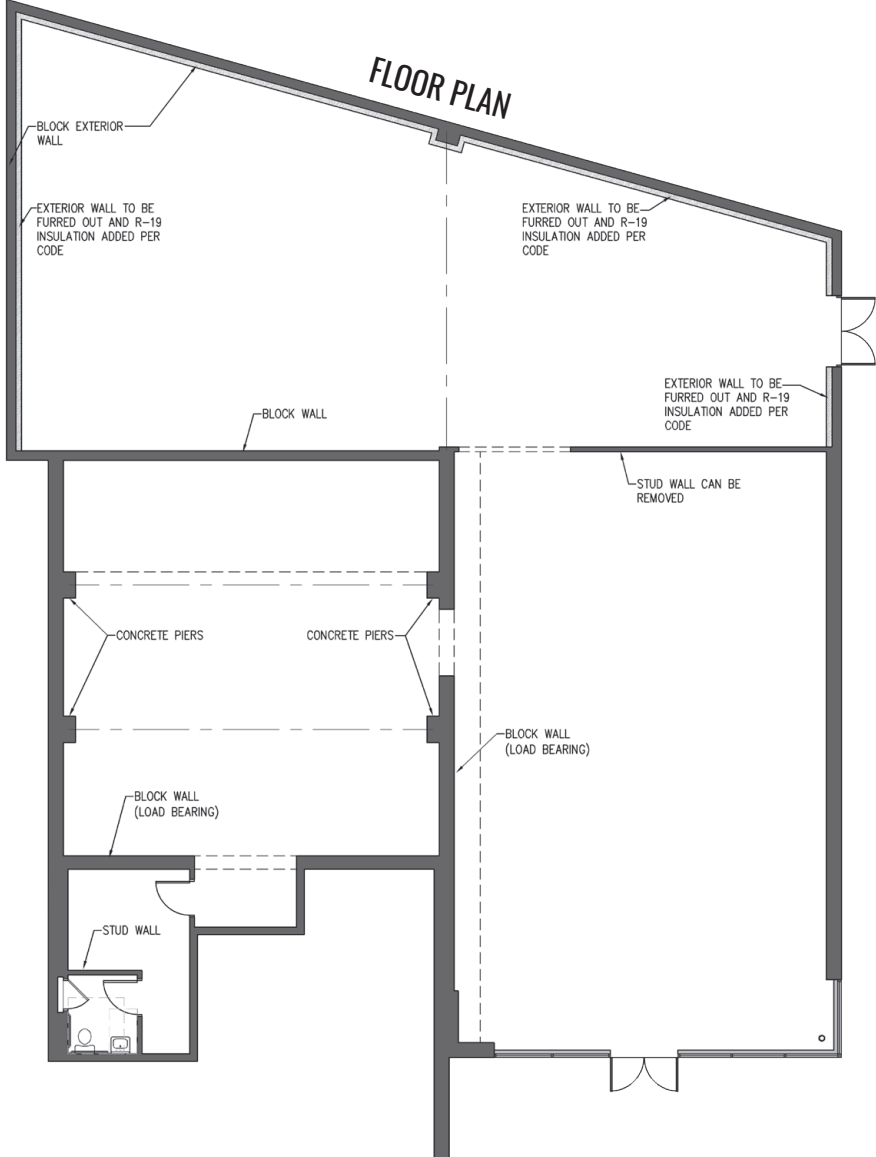 FLOOR PLAN
BLOCK EXTERIOR
WALL
EXTERIOR WALL TO BE
FURRED OUT AND R-19
INSULATION ADDED PER
CODE
EXTERIOR WALL TO BE
FURRED OUT AND R-19
INSULATION ADDED PER
CODE
EXTERIOR WALL TO BE
FURRED OUT AND R-19
INSULATION ADDED PER
CODE
BLOCK WALL
STUD WALL CAN BE
REMOVED
CONCRETE PIERS
CONCRETE PIERS
BLOCK WALL
(LOAD BEARING)
BLOCK WALL
(LOAD BEARING)
STUD WALL